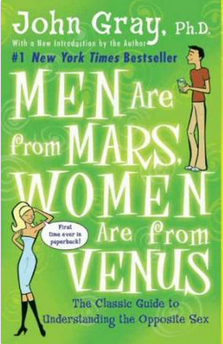 John Gray, Ph.D.
With a New Introduction by the Author
#1 New York Times Bestseller
MEN Are
from MARS,
WOMEN
Are from
VENUS
First
time ever in
paperback!
The Classic Guide to
Understanding the Opposite Sex